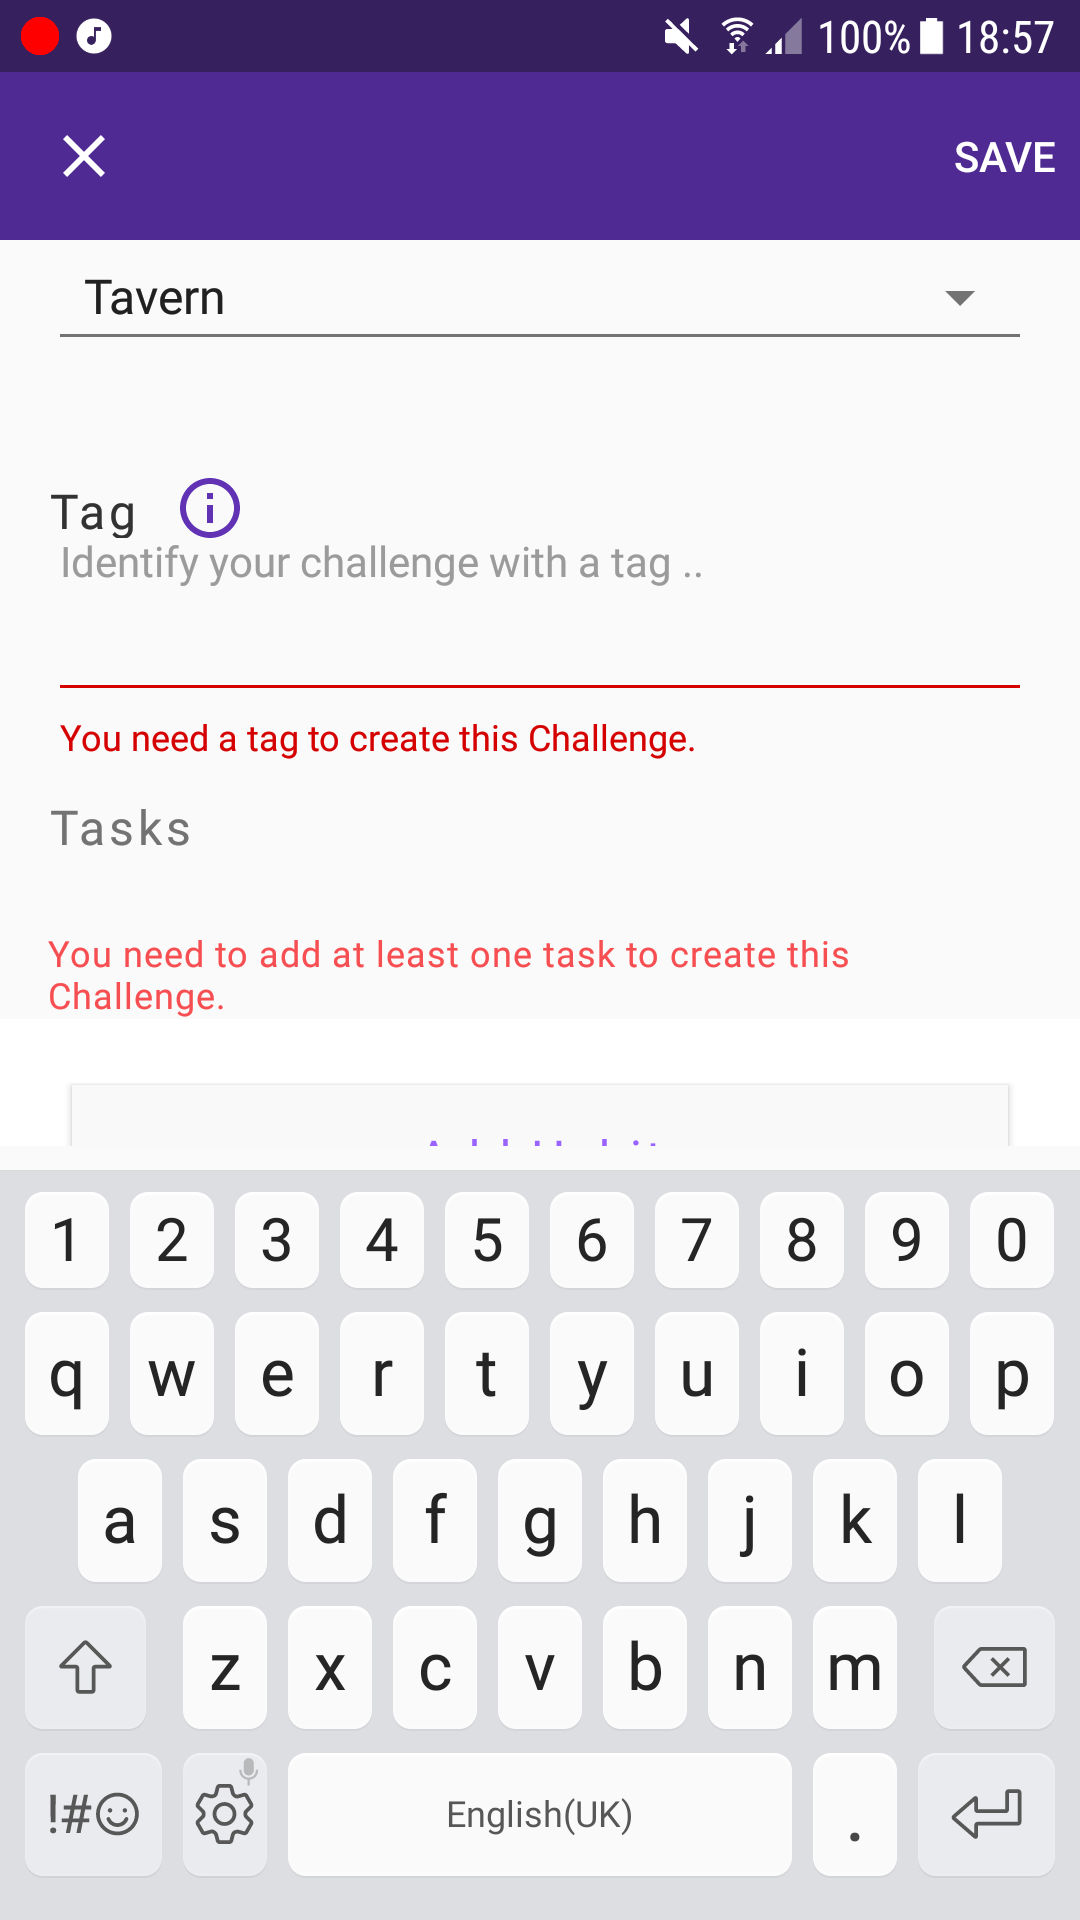 100% 18:57
SAVE
Tavern
Tag
Identify your challenge with a tag ..
You need a tag to create this Challenge.
Tasks
You need to add at least one task to create this
Challenge.
1 2 3 4 5 6 7 8 9 0
q w e r t y u i o p
a s d f g h j k l
z x c v b n m
!#☺ English(UK) .